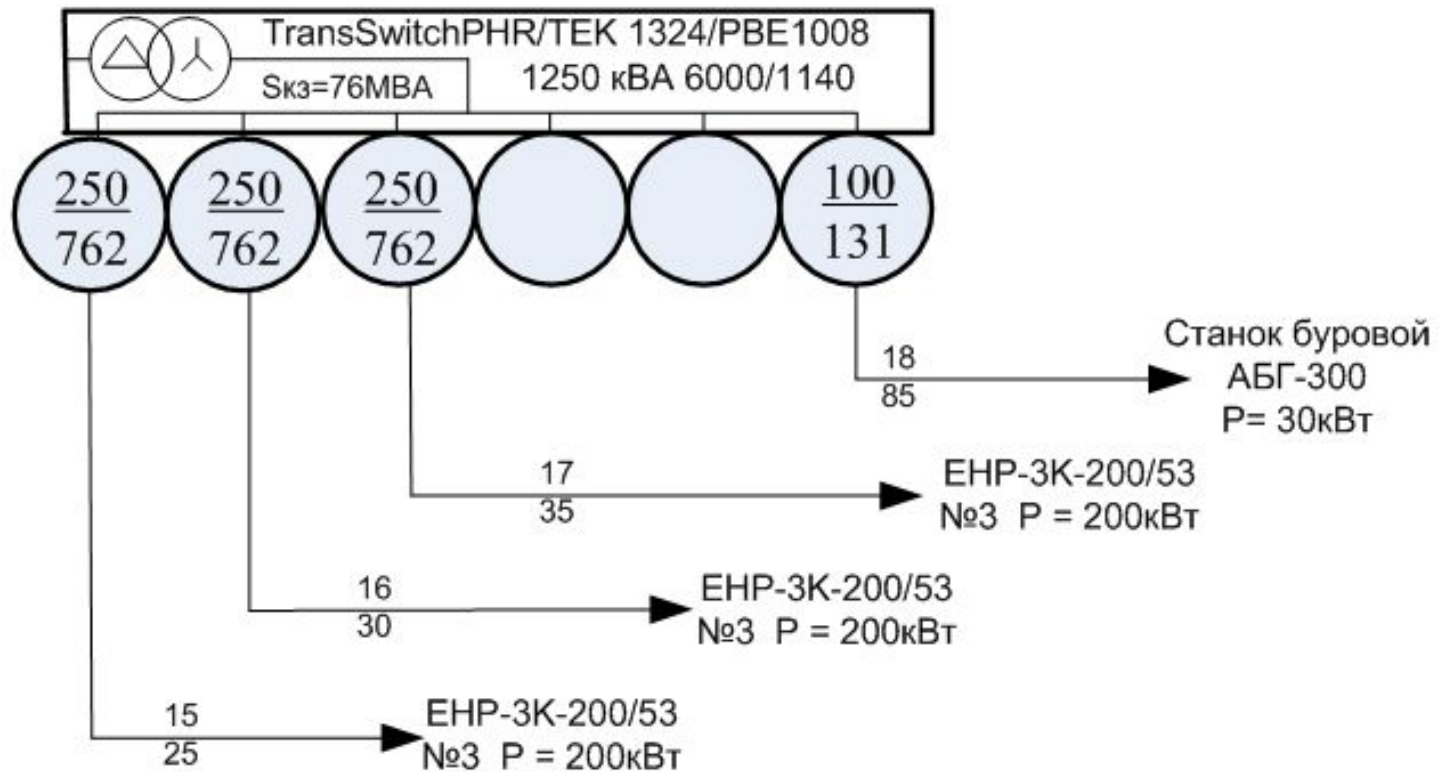 TransSwitchPHR/TEK 1324/PBE1008
Sкз=76МВА 1250 кВА 6000/1140
250 250 250 100
762 762 762 131
18
85
Станок буровой
АБГ-300
P= 30кВт
17
35
EHP-3K-200/53
№3 P = 200кВт
16
30
EHP-3K-200/53
№3 P = 200кВт
15
25
EHP-3K-200/53
№3 P = 200кВт